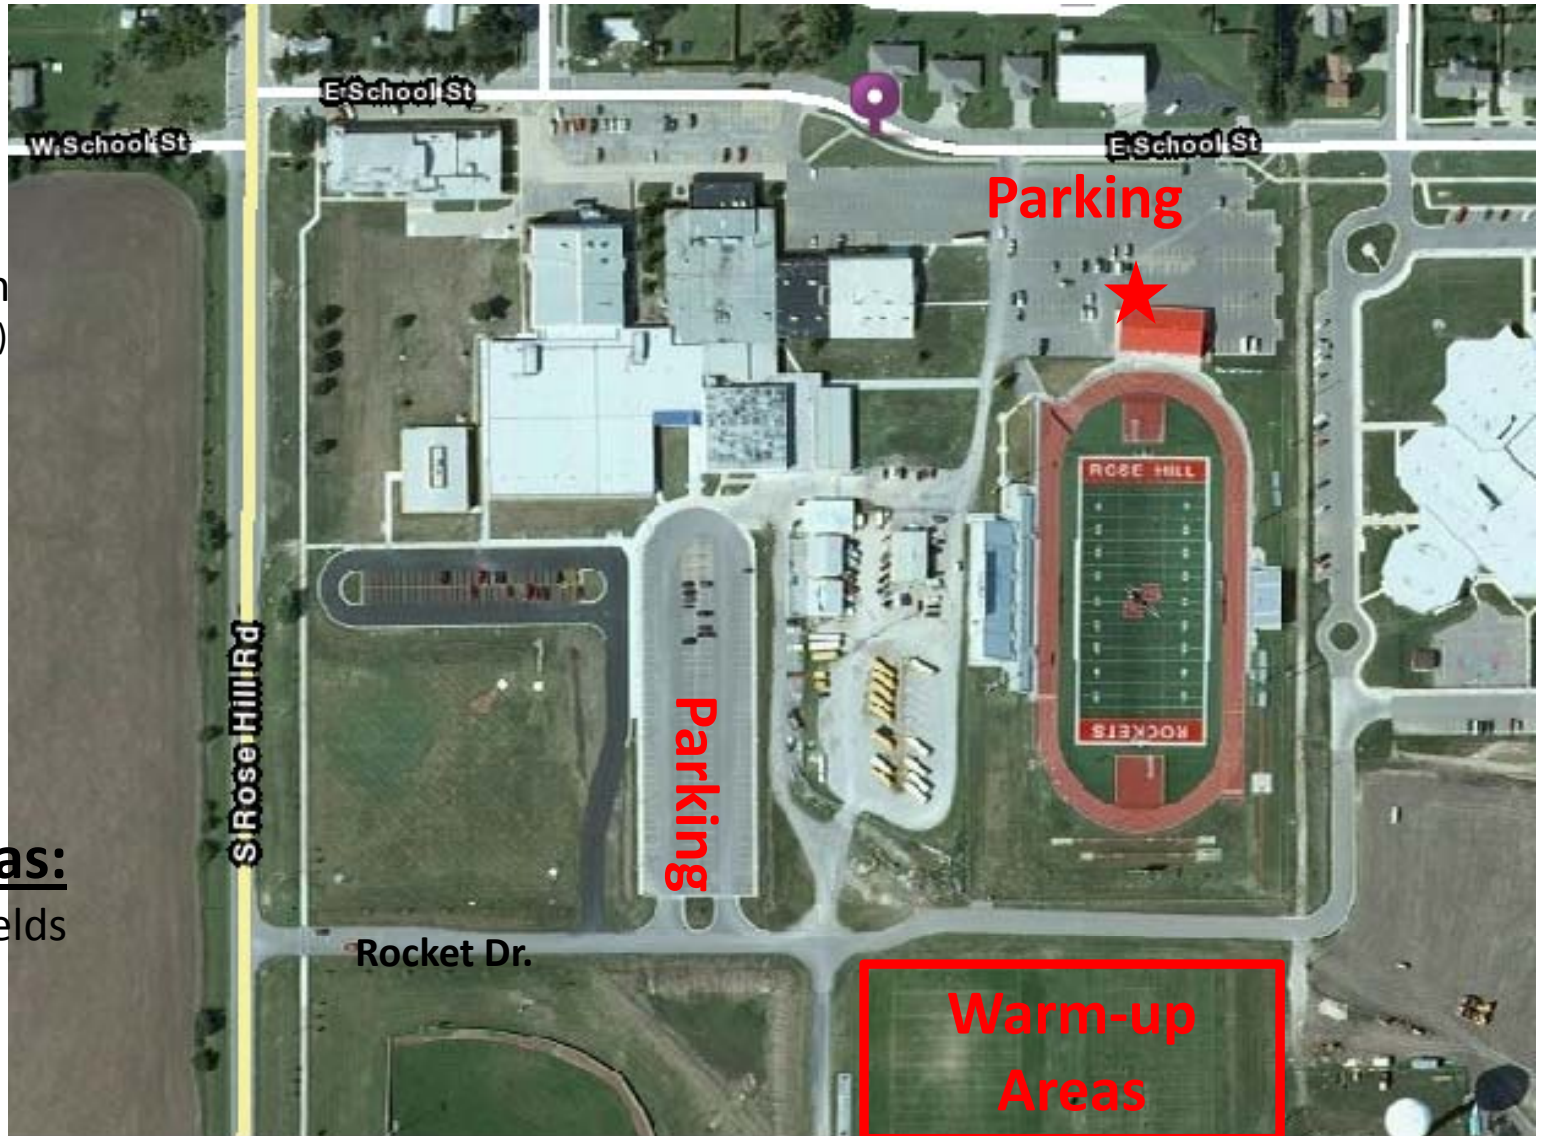 E School St
W School St
E School St
Parking
n
)
ROSE HILL
S Rose Hill Rd
Parking
ROCKETS
as:
elds
Rocket Dr.
Warm-up
Areas